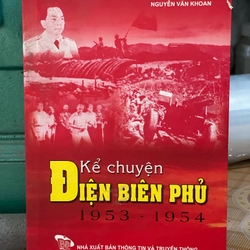 NGUYỄN VĂN KHOAN
Kể chuyện
ĐIỆN BIÊN PHỦ
1953 - 1954
NHÀ XUẤT BẢN THÔNG TIN VÀ TRUYỀN THÔNG